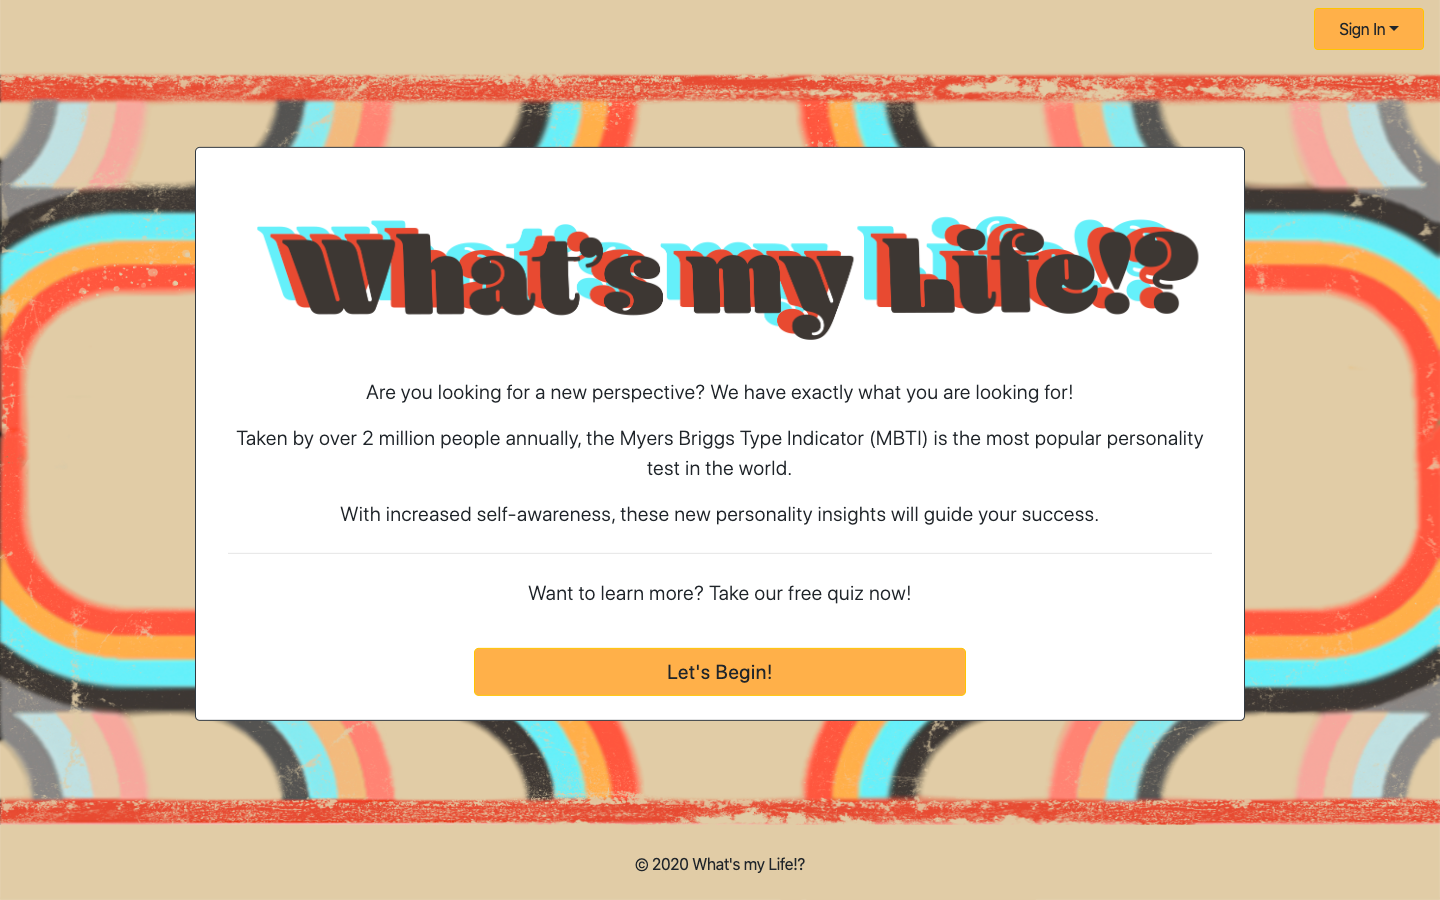 Sign In
What's my Life!?
Are you looking for a new perspective? We have exactly what you are looking for!
Taken by over 2 million people annually, the Myers Briggs Type Indicator (MBTI) is the most popular personality
test in the world.
With increased self-awareness, these new personality insights will guide your success.
Want to learn more? Take our free quiz now!
Let's Begin!
© 2020 What's my Life!?